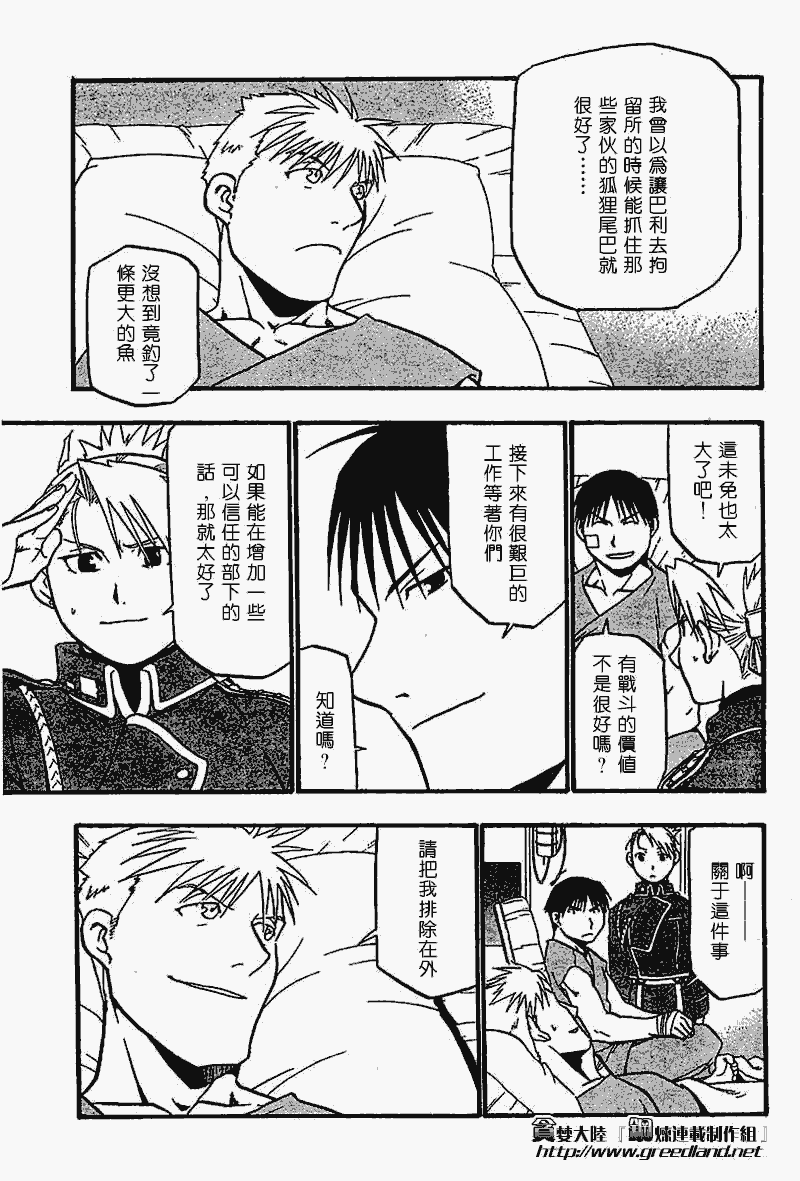 我曾以為讓巴利去拘
留所的時候能抓住那
些家伙的狐狸尾巴就
很好了……
沒想到竟釣了一
條更大的魚
這未免也太
大了吧！
有戰斗的價值
不是很好嗎？
接下來有很艱巨的
工作等著你們
知道嗎？
如果能在增加一些
可以信任的部下的
話，那就太好了
啊——
關于這件事
請把我排除在外
貪婪大陸『鋼煉連載制作組』
http://www.greedland.net